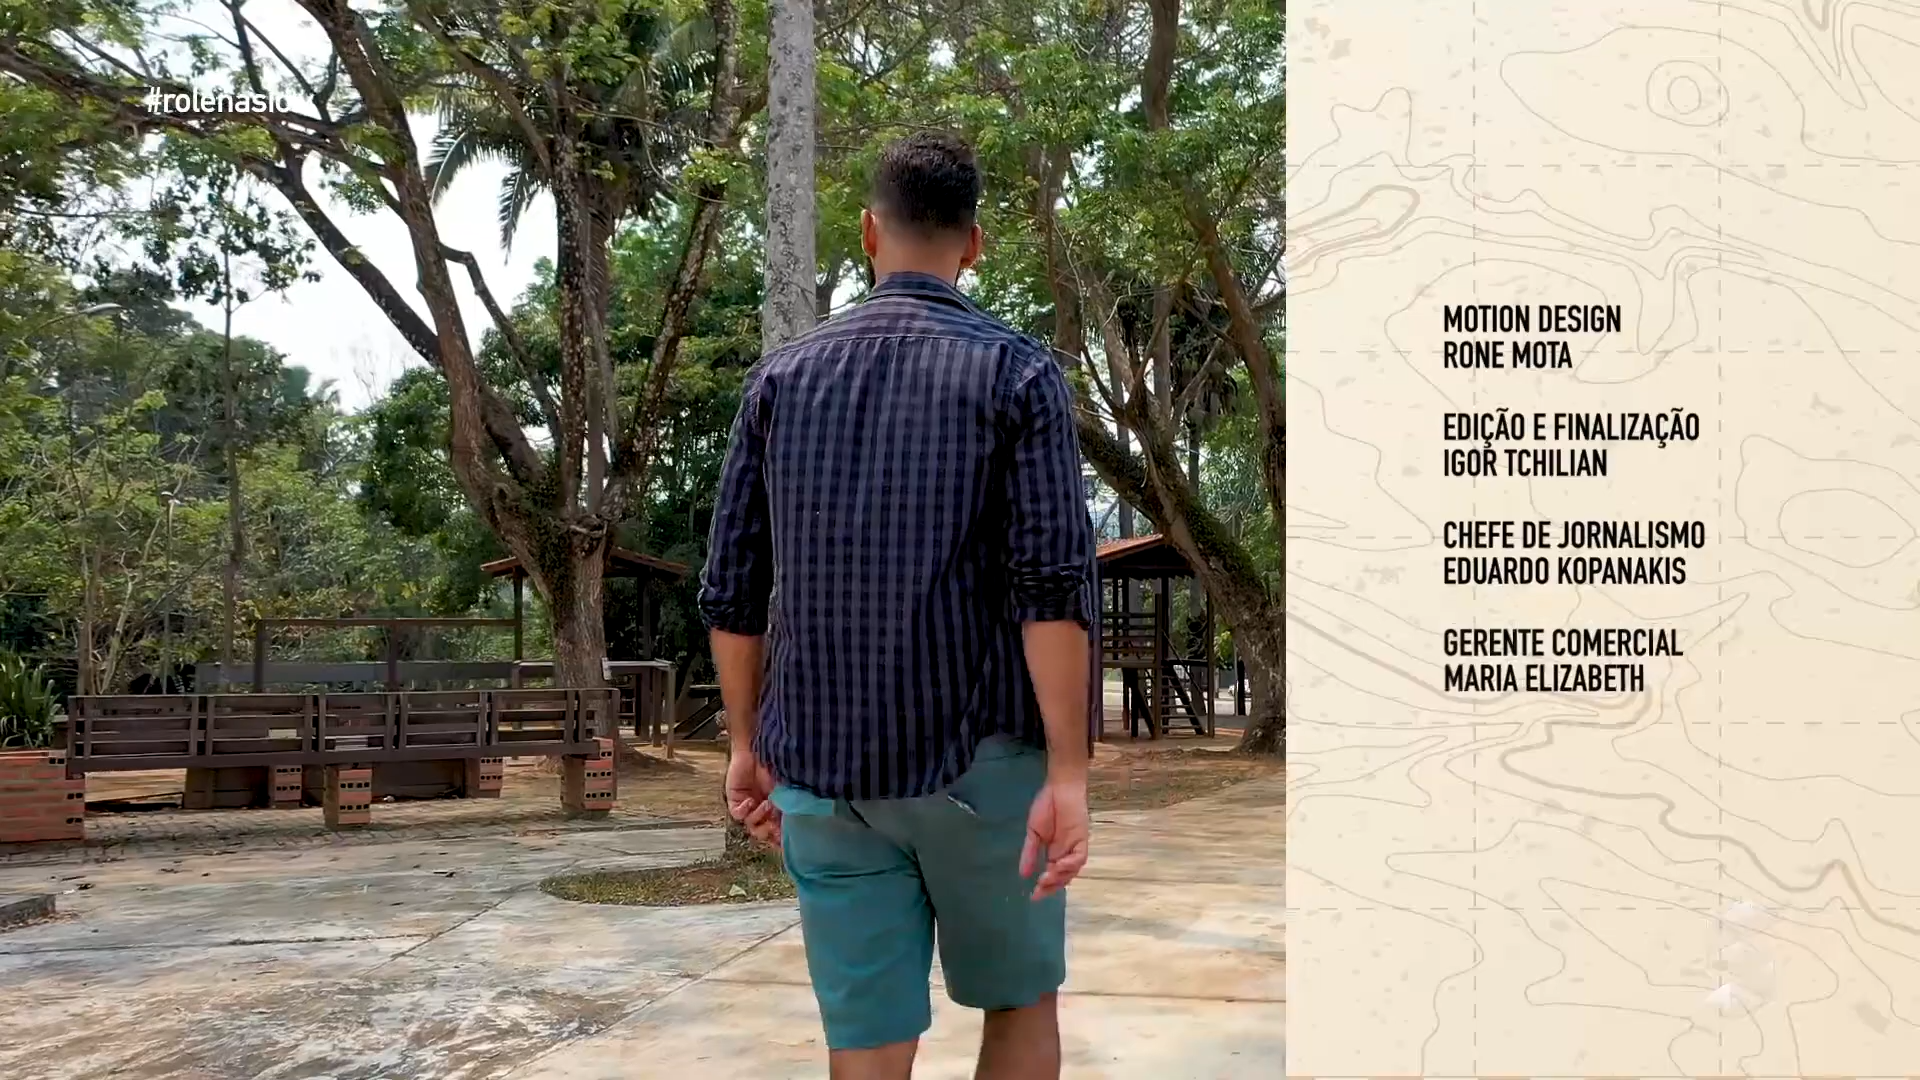 MOTION DESIGN
RONE MOTA
EDIÇÃO E FINALIZAÇÃO
IGOR TCHILIAN
CHEFE DE JORNALISMO
EDUARDO KOPANAKIS
GERENTE COMERCIAL
MARIA ELIZABETH